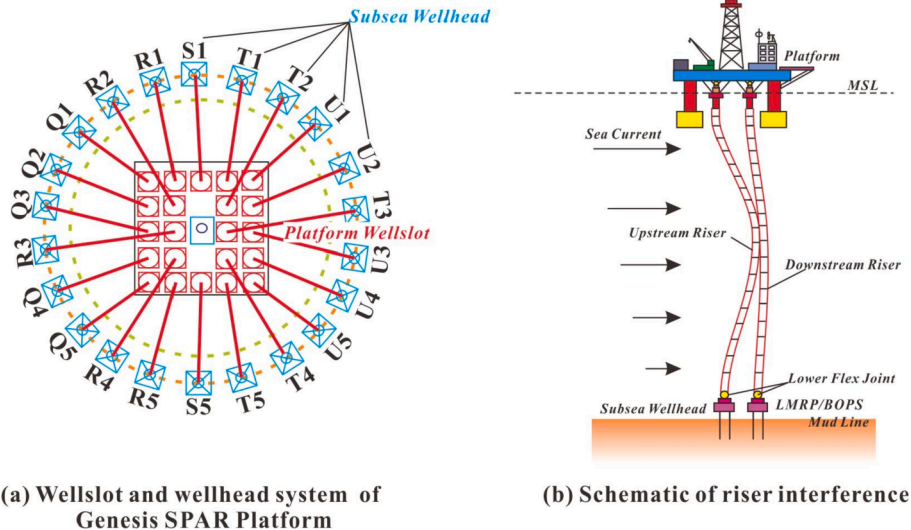 Subsea Wellhead
S1
T1
T2
U1
U2
T3
U3
U4
U5
T4
T5
S5
R5
R4
Q5
Q4
R3
Q3
Q2
Q1
R2
R1
Platform Wellslot
(a) Wellslot and wellhead system of
Genesis SPAR Platform
Platform
MSL
Sea Current
Upstream Riser
Downstream Riser
Lower Flex Joint
Subsea Wellhead
LMRP/BOPS
Mud Line
(b) Schematic of riser interference